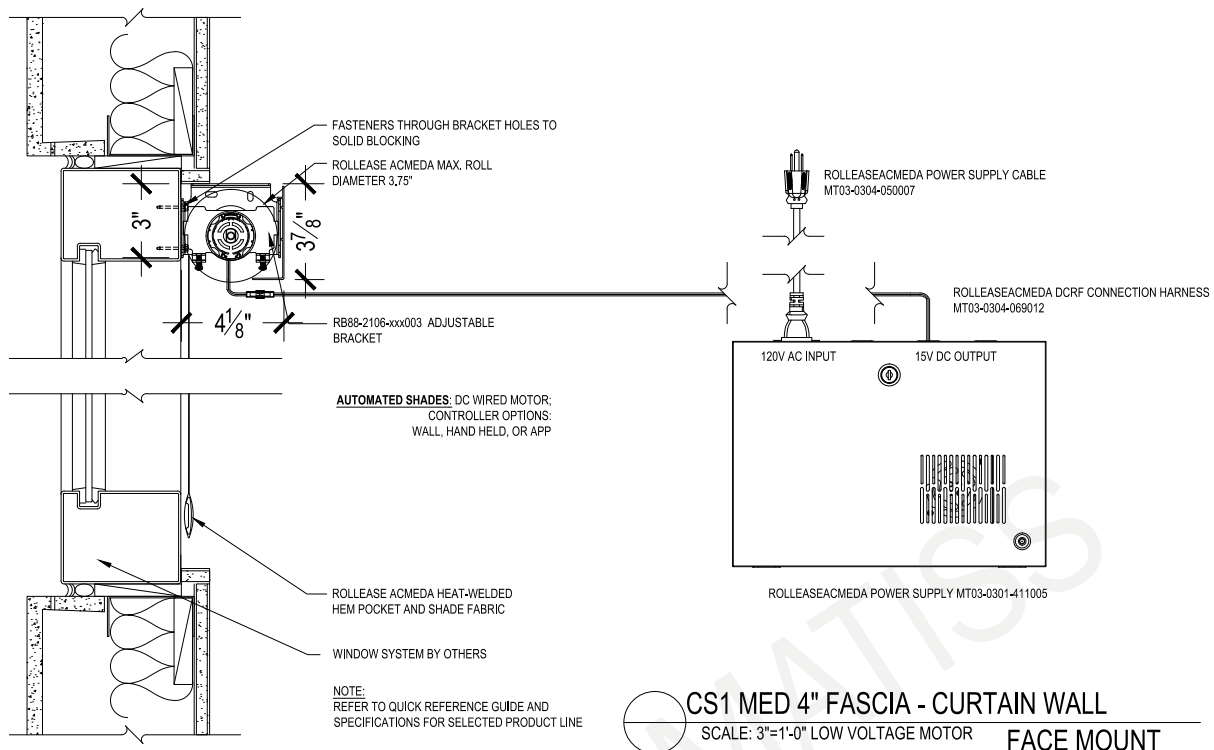 FASTENERS THROUGH BRACKET HOLES TO
SOLID BLOCKING
ROLLEASE ACMEDA MAX. ROLL
DIAMETER 3.75"
3"
3 7/8"
4 1/8"
RB88-2106-xxx003 ADJUSTABLE
BRACKET
ROLLEASEACMEDA POWER SUPPLY CABLE
MT03-0304-050007
ROLLEASEACMEDA DCRF CONNECTION HARNESS
MT03-0304-069012
120V AC INPUT
15V DC OUTPUT
AUTOMATED SHADES: DC WIRED MOTOR;
CONTROLLER OPTIONS:
WALL, HAND HELD, OR APP
ROLLEASEACMEDA POWER SUPPLY MT03-0301-411005
ROLLEASE ACMEDA HEAT-WELDED
HEM POCKET AND SHADE FABRIC
WINDOW SYSTEM BY OTHERS
NOTE:
REFER TO QUICK REFERENCE GUIDE AND
SPECIFICATIONS FOR SELECTED PRODUCT LINE
MATISS
CS1 MED 4" FASCIA - CURTAIN WALL
SCALE: 3"=1'-0" LOW VOLTAGE MOTOR
FACE MOUNT